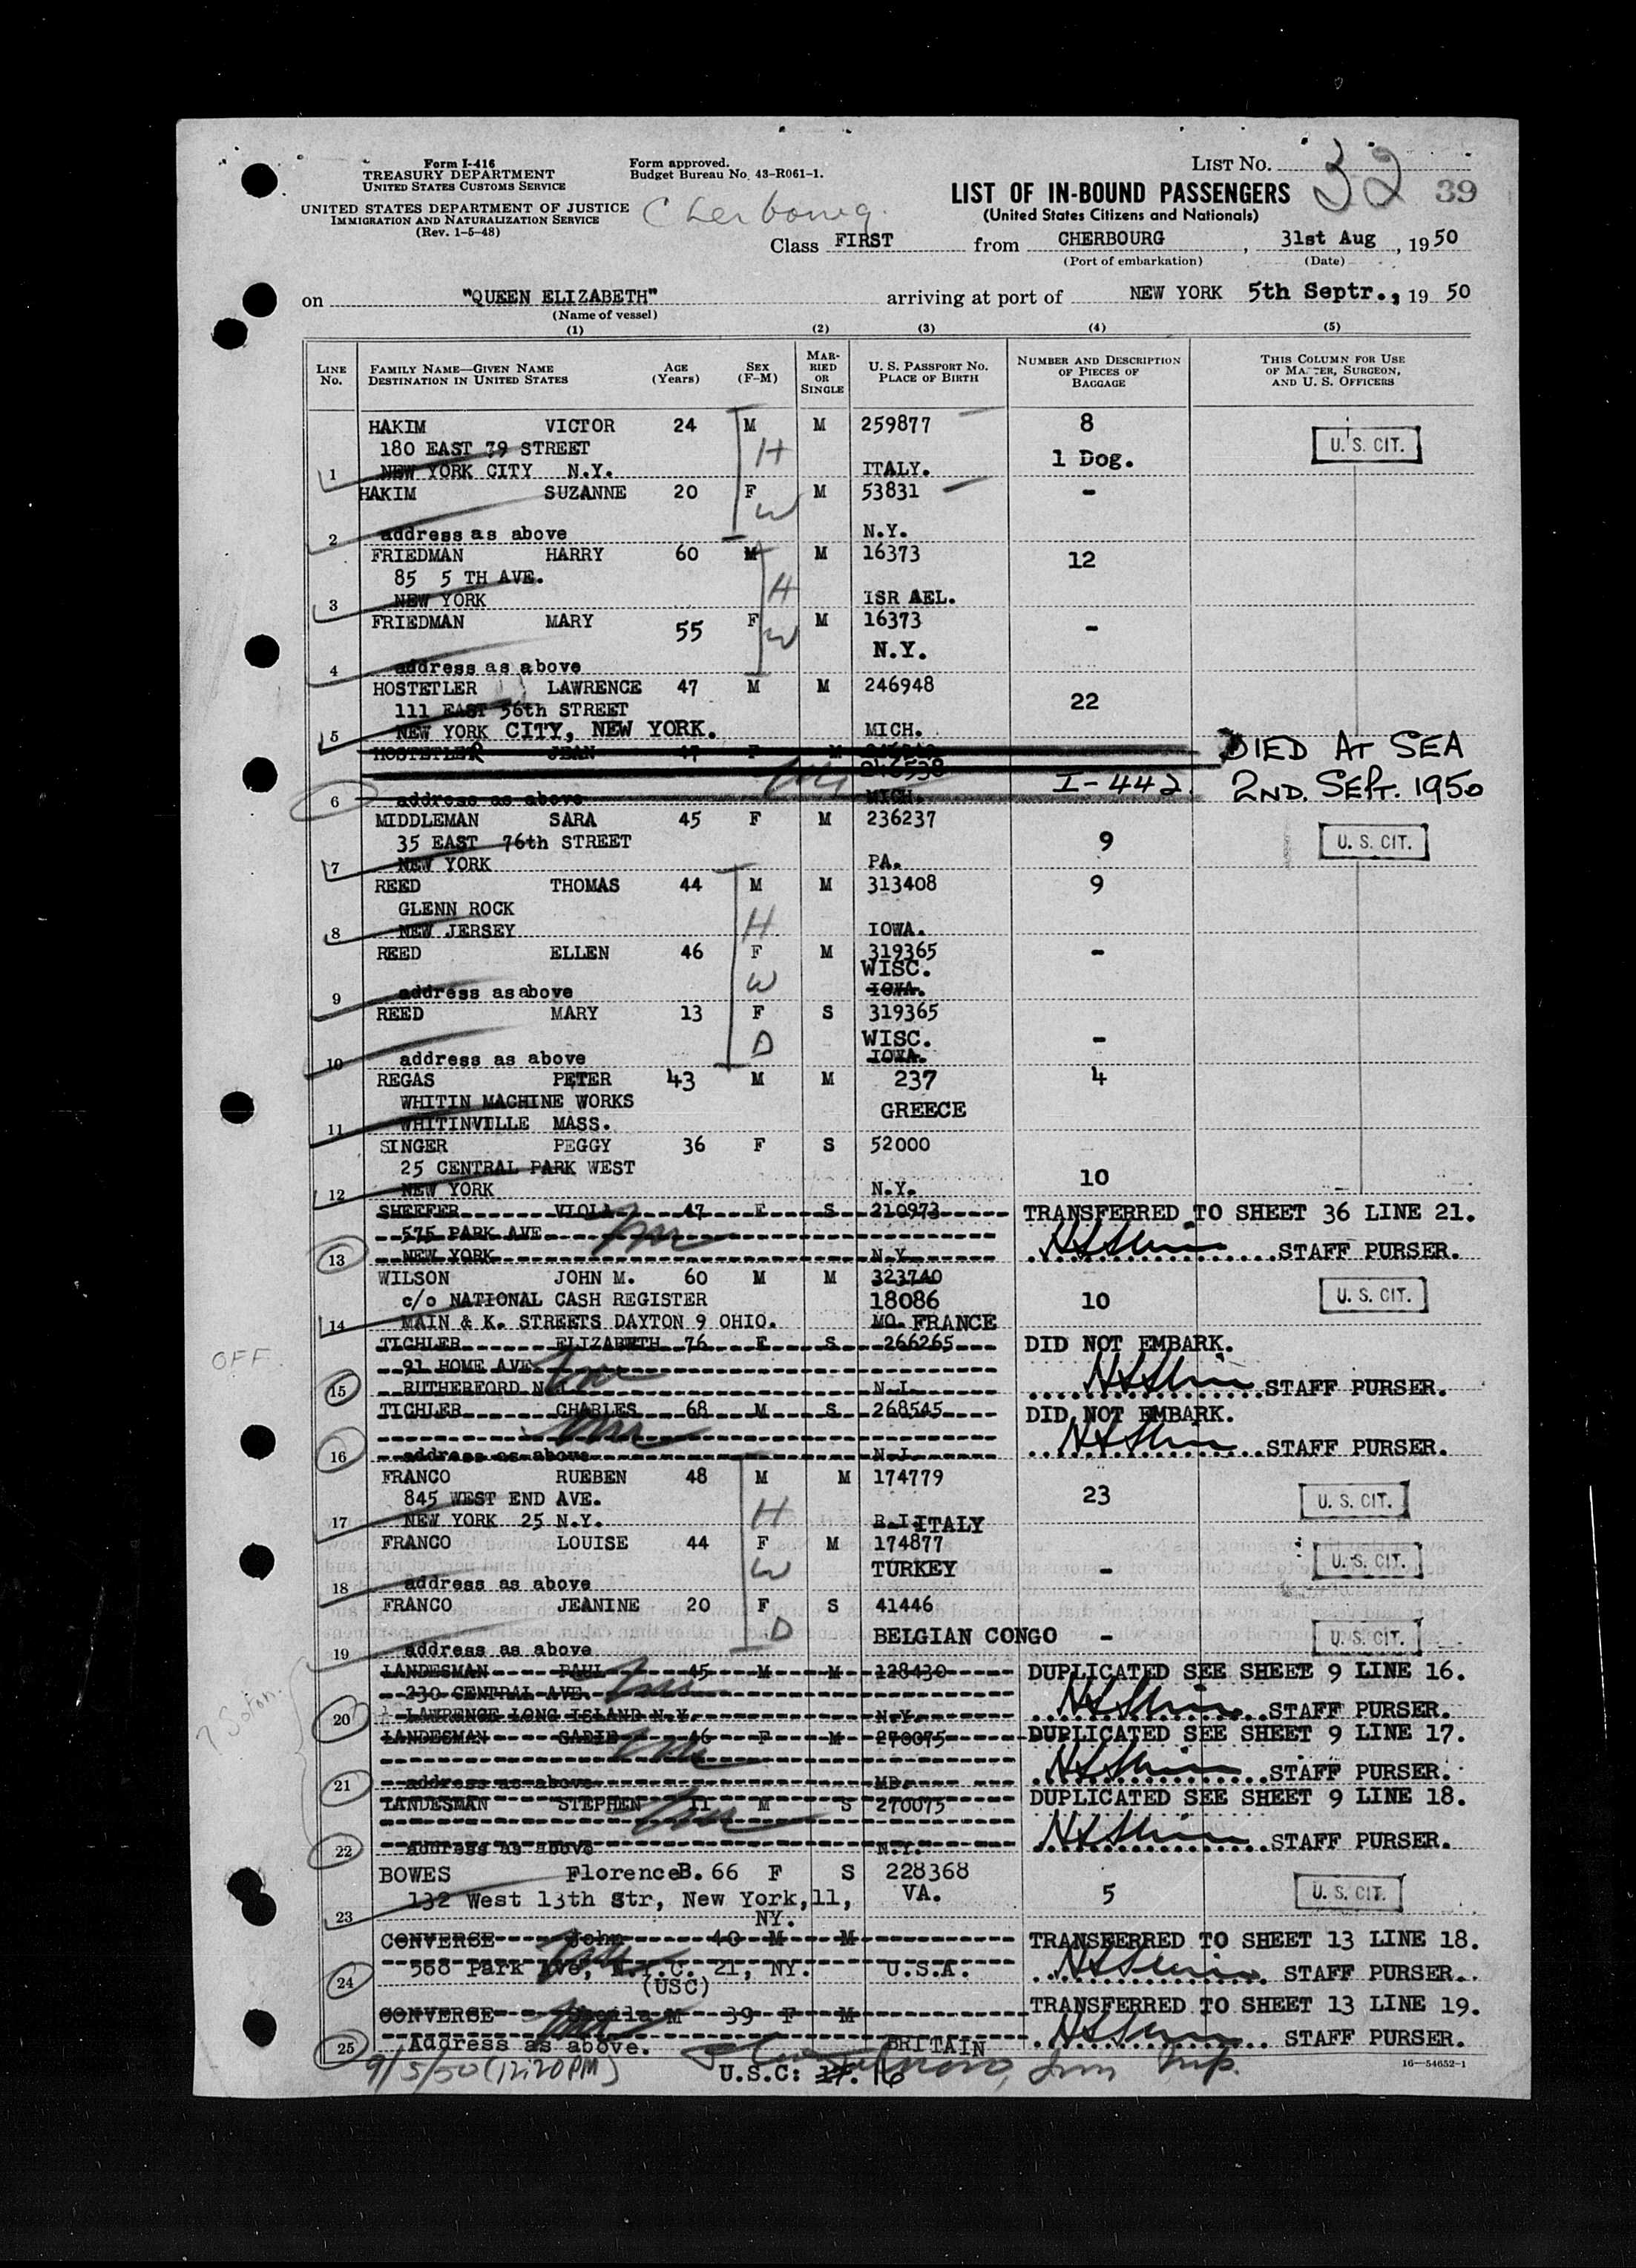 Form I-416
TREASURY DEPARTMENT
UNITED STATES CUSTOMS SERVICE
UNITED STATES DEPARTMENT OF JUSTICE
IMMIGRATION AND NATURALIZATION SERVICE
(Rev. 1-5-48)
Form approved.
Budget Bureau No. 43-R061-1.
Cherbourg.
LIST NO. 32 39
LIST OF IN-BOUND PASSENGERS
(United States Citizens and Nationals)
Class FIRST from CHERBOURG, 31st Aug, 1950
(Port of embarkation) (Date)
on "QUEEN ELIZABETH" arriving at port of NEW YORK 5th Septr., 1950
(Name of vessel)
(1) (2) (3) (4) (5)
LINE NO. FAMILY NAME—GIVEN NAME DESTINATION IN UNITED STATES AGE (Years) SEX (F-M) MARRIED OR SINGLE U. S. PASSPORT NO. PLACE OF BIRTH NUMBER AND DESCRIPTION OF PIECES OF BAGGAGE THIS COLUMN FOR USE OF MASTER, SURGEON, AND U. S. OFFICERS
HAKIM VICTOR 24 M M 259877 8 U. S. CIT.
180 EAST 79 STREET H 1 Dog.
1 NEW YORK CITY N.Y. ITALY.
HAKIM SUZANNE 20 F M 53831 -
W
2 address as above N.Y.
FRIEDMAN HARRY 60 M M 16373 12
85 5 TH AVE. H
3 NEW YORK ISR AEL.
FRIEDMAN MARY 55 F M 16373 -
W N.Y.
4 address as above
HOSTETLER LAWRENCE 47 M M 246948 22
111 EAST 56th STREET
5 NEW YORK CITY, NEW YORK. MICH.
HOSTETLER JEAN 47 F M DIED AT SEA
246538 I-442. 2ND. SEPT. 1950
6 address as above MICH.
MIDDLEMAN SARA 45 F M 236237 9 U. S. CIT.
35 EAST 76th STREET
7 NEW YORK PA.
REED THOMAS 44 M M 313408 9
GLENN ROCK H
8 NEW JERSEY IOWA.
REED ELLEN 46 F M 319365 -
W WISC.
9 address as above IOWA.
REED MARY 13 F S 319365
D WISC. -
10 address as above IOWA.
REGAS PETER 43 M M 237 4
WHITIN MACHINE WORKS GREECE
11 WHITINVILLE MASS.
SINGER PEGGY 36 F S 52000
25 CENTRAL PARK WEST 10
12 NEW YORK N.Y.
SHEFFER VIOLA 47 F S 210973 TRANSFERRED TO SHEET 36 LINE 21.
575 PARK AVE
13 NEW YORK N.Y. STAFF PURSER.
WILSON JOHN M. 60 M M 323740
c/o NATIONAL CASH REGISTER 18086 10 U. S. CIT.
14 MAIN & K. STREETS DAYTON 9 OHIO. MO. FRANCE
TICHLER ELIZABETH 76 F S 266265 DID NOT EMBARK.
OFF.
91 HOME AVE
15 RUTHERFORD N.J. N.J. STAFF PURSER.
TICHLER CHARLES 68 M S 268545 DID NOT EMBARK.
16 address as above N.J. STAFF PURSER.
FRANCO RUEBEN 48 M M 174779
845 WEST END AVE. H 23 U. S. CIT.
17 NEW YORK 25 N.Y. R.I. ITALY
FRANCO LOUISE 44 F M 174877
W TURKEY - U. S. CIT.
18 address as above
FRANCO JEANINE 20 F S 41446
D BELGIAN CONGO - U. S. CIT.
19 address as above
LANDESMAN PAUL 45 M M 128430 DUPLICATED SEE SHEET 9 LINE 16.
230 CENTRAL AVE.
20 LAWRENCE LONG ISLAND N.Y. N.Y. STAFF PURSER.
LANDESMAN SADIE 46 F M 270075 DUPLICATED SEE SHEET 9 LINE 17.
21 address as above MD. STAFF PURSER.
LANDESMAN STEPHEN 11 M S 270075 DUPLICATED SEE SHEET 9 LINE 18.
22 address as above N.Y. STAFF PURSER.
BOWES Florence B. 66 F S 228368
132 West 13th Str, New York, 11, VA. 5 U. S. CIT.
23 NY.
CONVERSE John 40 M M TRANSFERRED TO SHEET 13 LINE 18.
24 568 Park Ave, N.Y.C. 21, NY. U.S.A. STAFF PURSER.
(USC)
CONVERSE Sheila M 39 F M TRANSFERRED TO SHEET 13 LINE 19.
25 Address as above. BRITAIN STAFF PURSER.
9/5/50 (12:20 PM) U.S.C: 16 Imm Insp.
16—54652-1